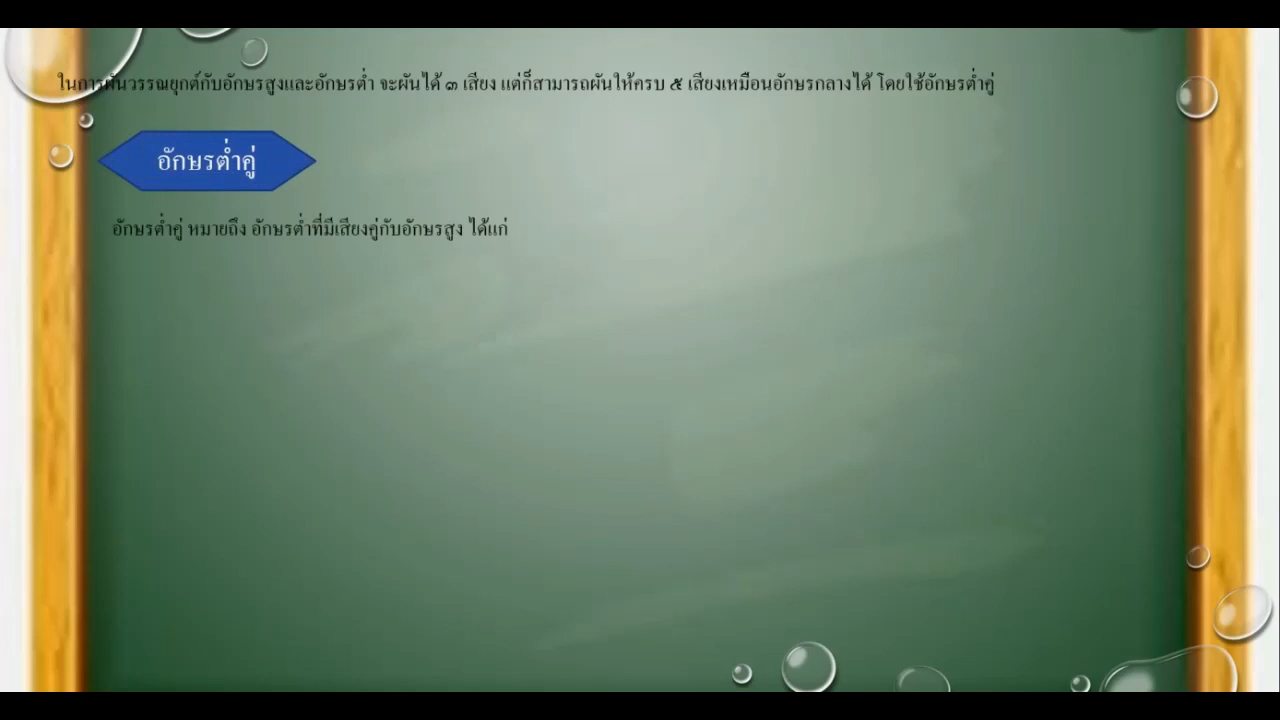 ในการผันวรรณยุกต์กับอักษรสูงและอักษรต่ำ จะผันได้ ๓ เสียง แต่ก็สามารถผันให้ครบ ๕ เสียงเหมือนอักษรกลางได้ โดยใช้อักษรต่ำคู่
อักษรต่ำคู่
อักษรต่ำคู่ หมายถึง อักษรต่ำที่มีเสียงคู่กับอักษรสูง ได้แก่